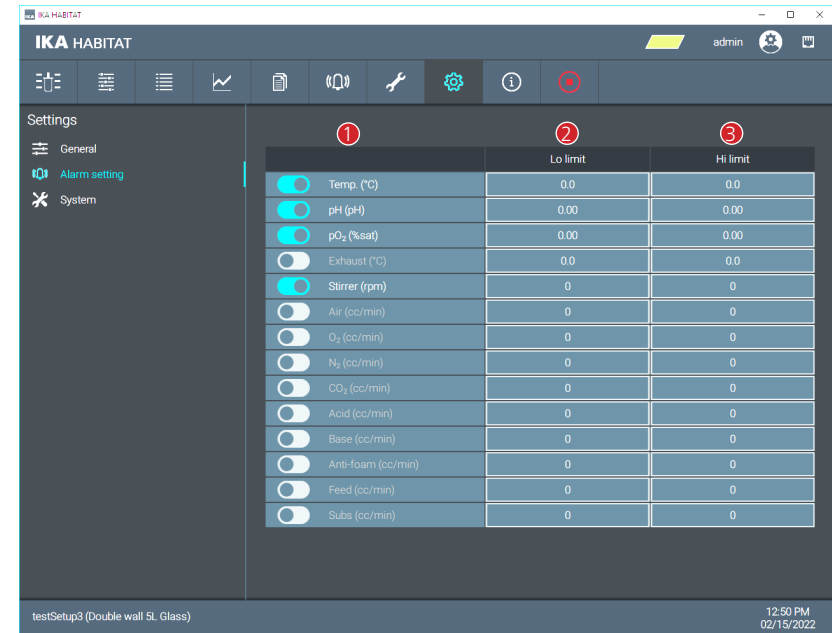 IKA HABITAT
IKA HABITAT
admin
Settings
General
Alarm setting
System
1 2 3
Lo limit Hi limit
Temp. (°C) 0.0 0.0
pH (pH) 0.00 0.00
pO₂ (%sat) 0.00 0.00
Exhaust (°C) 0.0 0.0
Stirrer (rpm) 0 0
Air (cc/min) 0 0
O₂ (cc/min) 0 0
N₂ (cc/min) 0 0
CO₂ (cc/min) 0 0
Acid (cc/min) 0 0
Base (cc/min) 0 0
Anti-foam (cc/min) 0 0
Feed (cc/min) 0 0
Subs (cc/min) 0 0
testSetup3 (Double wall 5L Glass)
12:50 PM
02/15/2022